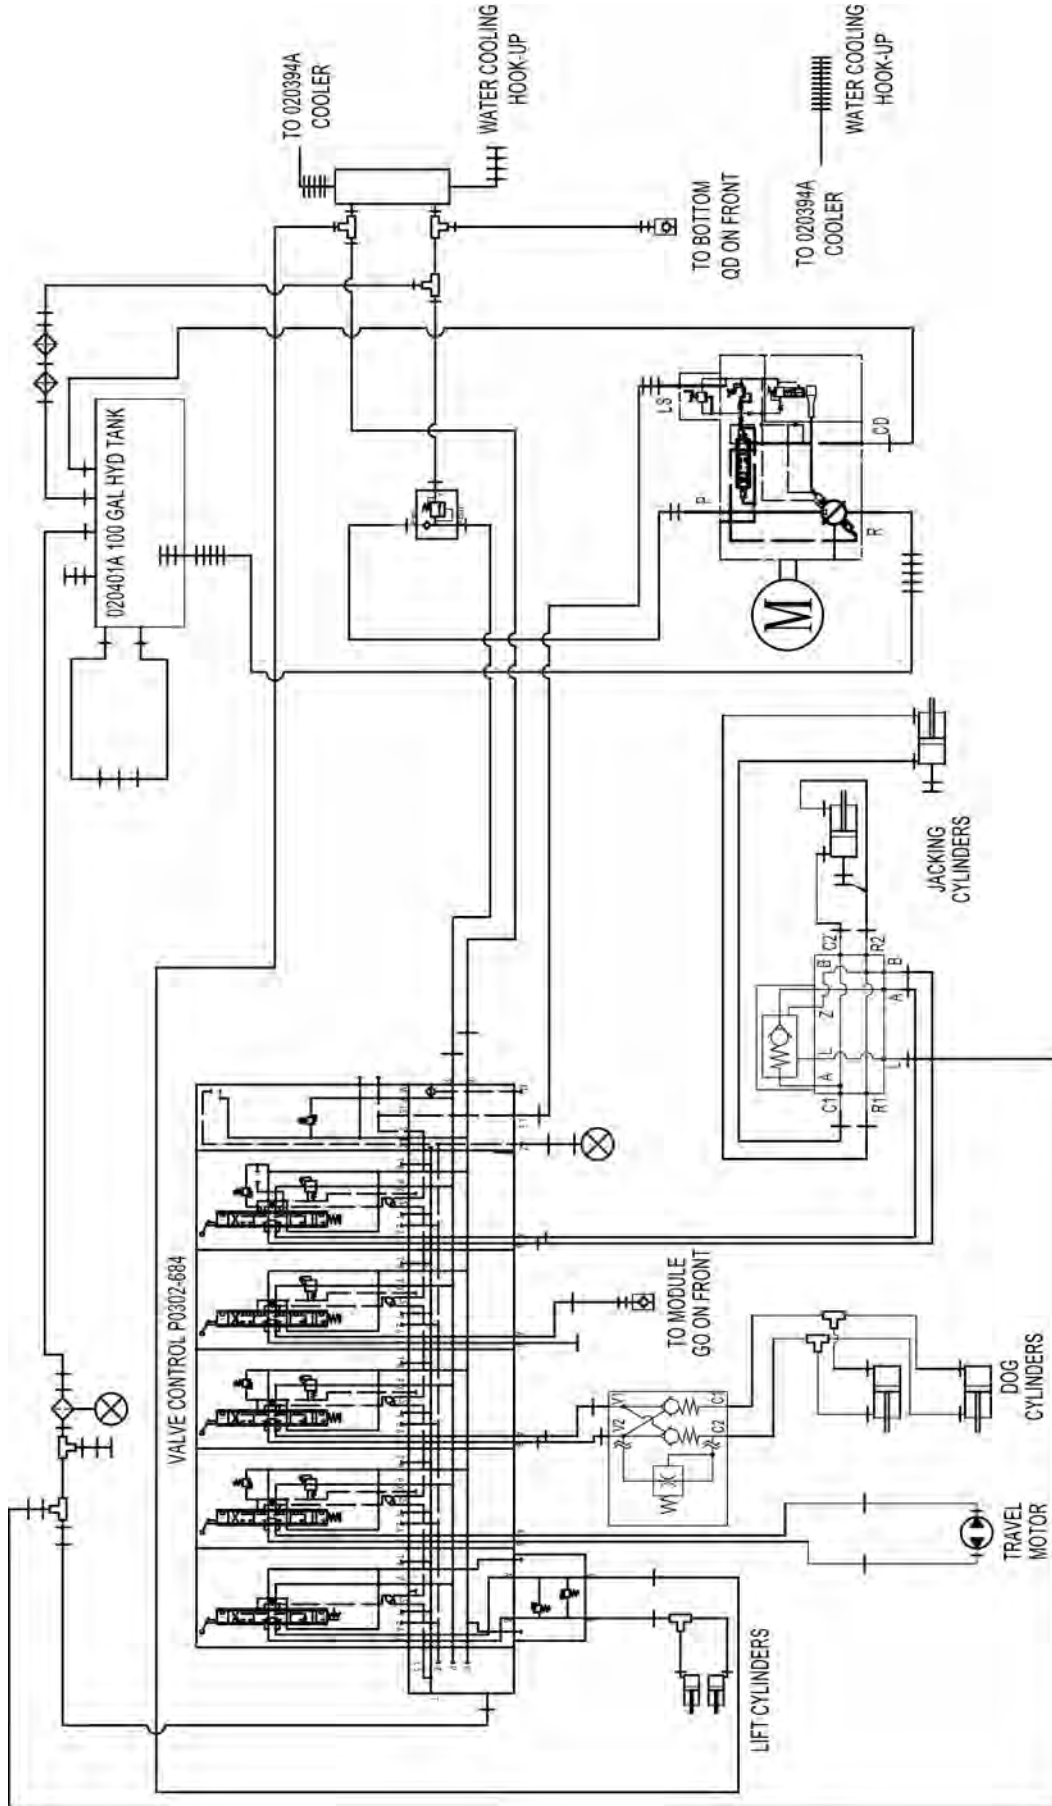 TO 020394A
COOLER
WATER COOLING
HOOK-UP
TO 020394A
COOLER
WATER COOLING
HOOK-UP
TO BOTTOM
QD ON FRONT
020401A 100 GAL HYD TANK
LS
P
CD
R
M
VALVE CONTROL P0302-684
JACKING
CYLINDERS
C2
R2
B
B
Z
A
L
A
L
C1
R1
TO MODULE
GO ON FRONT
V1
V2
C1
C2
DOG
CYLINDERS
TRAVEL
MOTOR
LIFT CYLINDERS